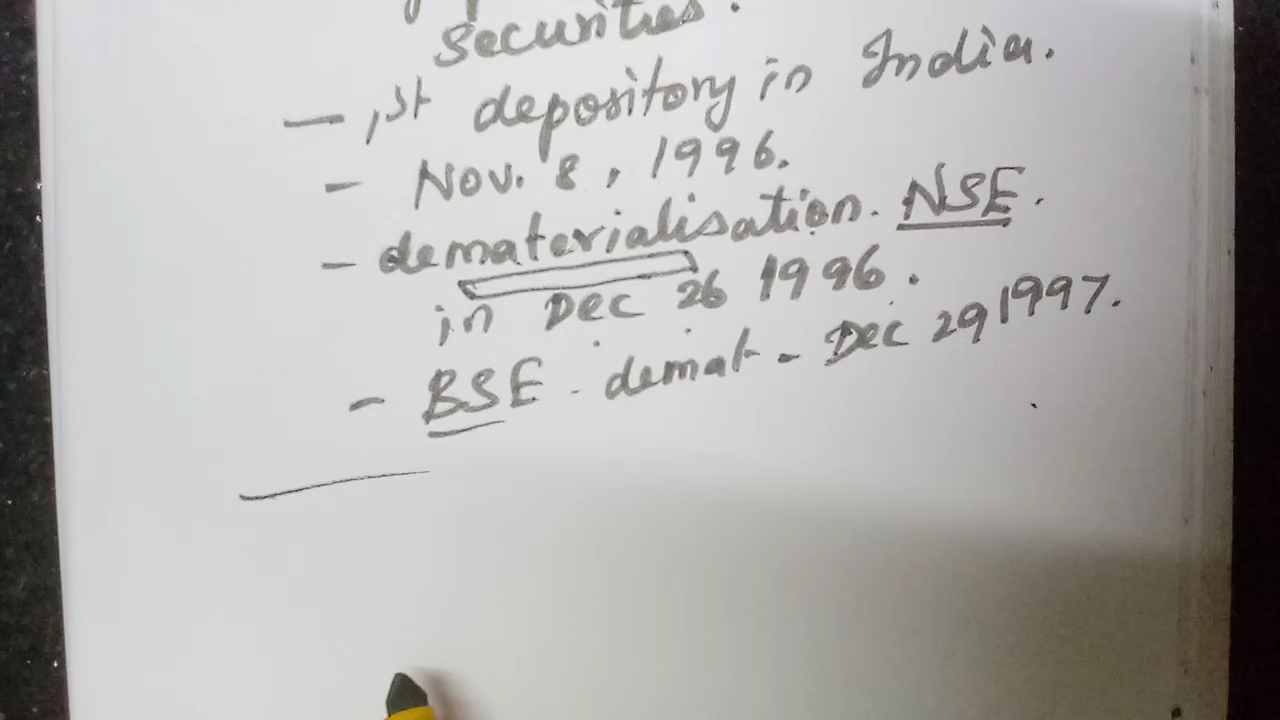 securities.
- 1st depository in India.
- Nov. 8, 1996.
- dematerialisation. NSE.
in Dec 26 1996.
- BSE - demat - Dec 29 1997.